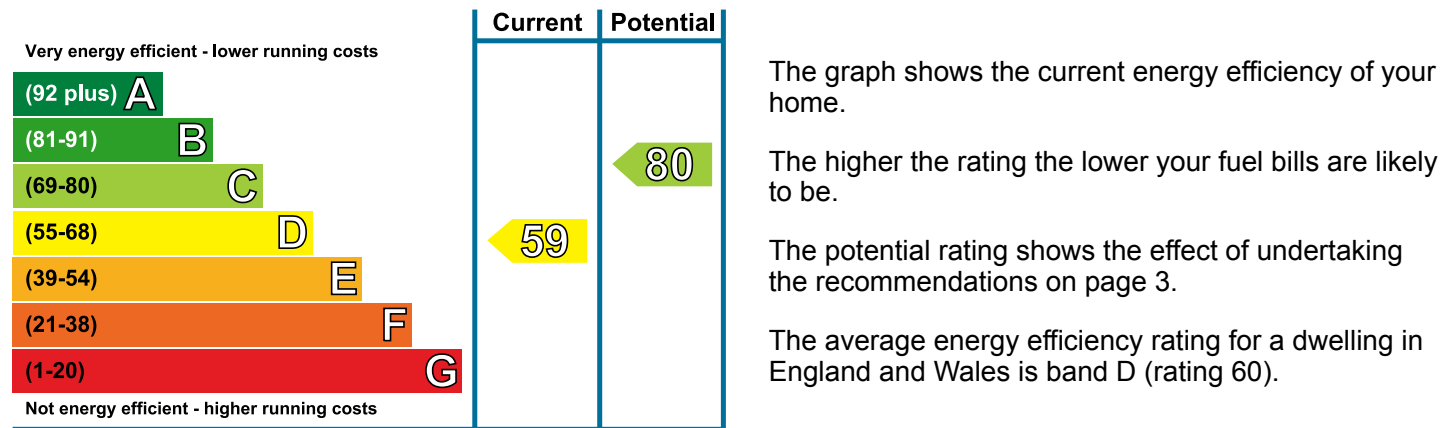 Current Potential
Very energy efficient - lower running costs
(92 plus) A
(81-91) B
(69-80) C
(55-68) D
(39-54) E
(21-38) F
(1-20) G
Not energy efficient - higher running costs
59
80
The graph shows the current energy efficiency of your
home.
The higher the rating the lower your fuel bills are likely
to be.
The potential rating shows the effect of undertaking
the recommendations on page 3.
The average energy efficiency rating for a dwelling in
England and Wales is band D (rating 60).